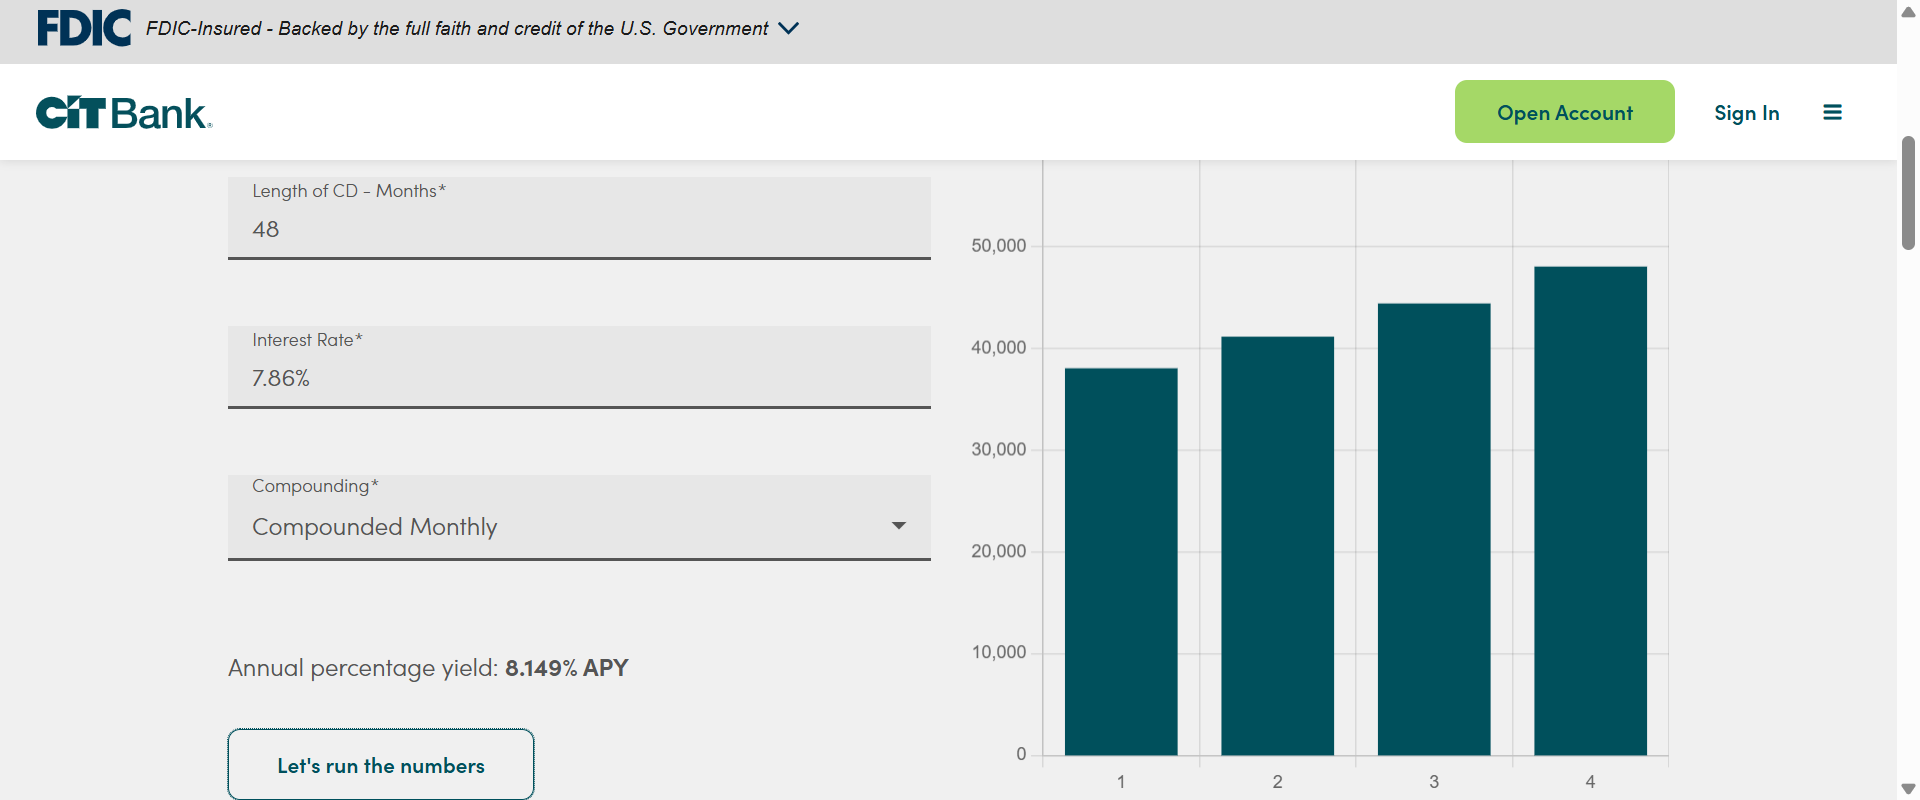 FDIC FDIC-Insured - Backed by the full faith and credit of the U.S. Government
CIT Bank®
Open Account
Sign In
Length of CD - Months*
48
Interest Rate*
7.86%
Compounding*
Compounded Monthly
Annual percentage yield: 8.149% APY
Let's run the numbers
50,000
40,000
30,000
20,000
10,000
0
1 2 3 4